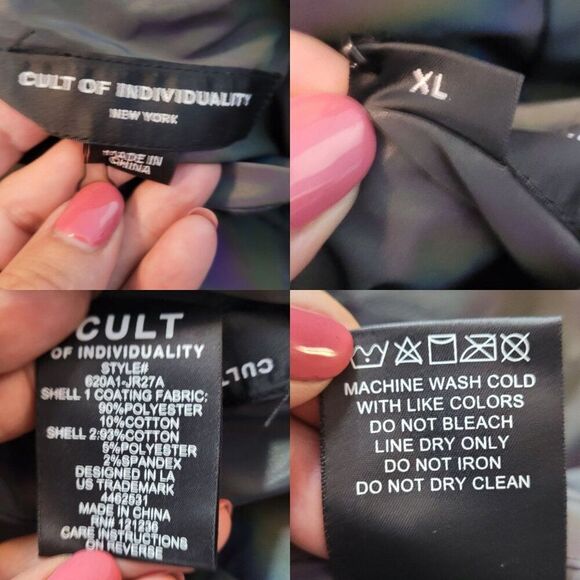 CULT OF INDIVIDUALITY
NEW YORK
MADE IN
CHINA
XL
CULT
OF INDIVIDUALITY
STYLE#
620A1-JR27A
SHELL 1 COATING FABRIC:
90%POLYESTER
10%COTTON
SHELL 2:93%COTTON
5%POLYESTER
2%SPANDEX
DESIGNED IN LA
US TRADEMARK
4462531
MADE IN CHINA
RN# 121236
CARE INSTRUCTIONS
ON REVERSE
CULT
MACHINE WASH COLD
WITH LIKE COLORS
DO NOT BLEACH
LINE DRY ONLY
DO NOT IRON
DO NOT DRY CLEAN